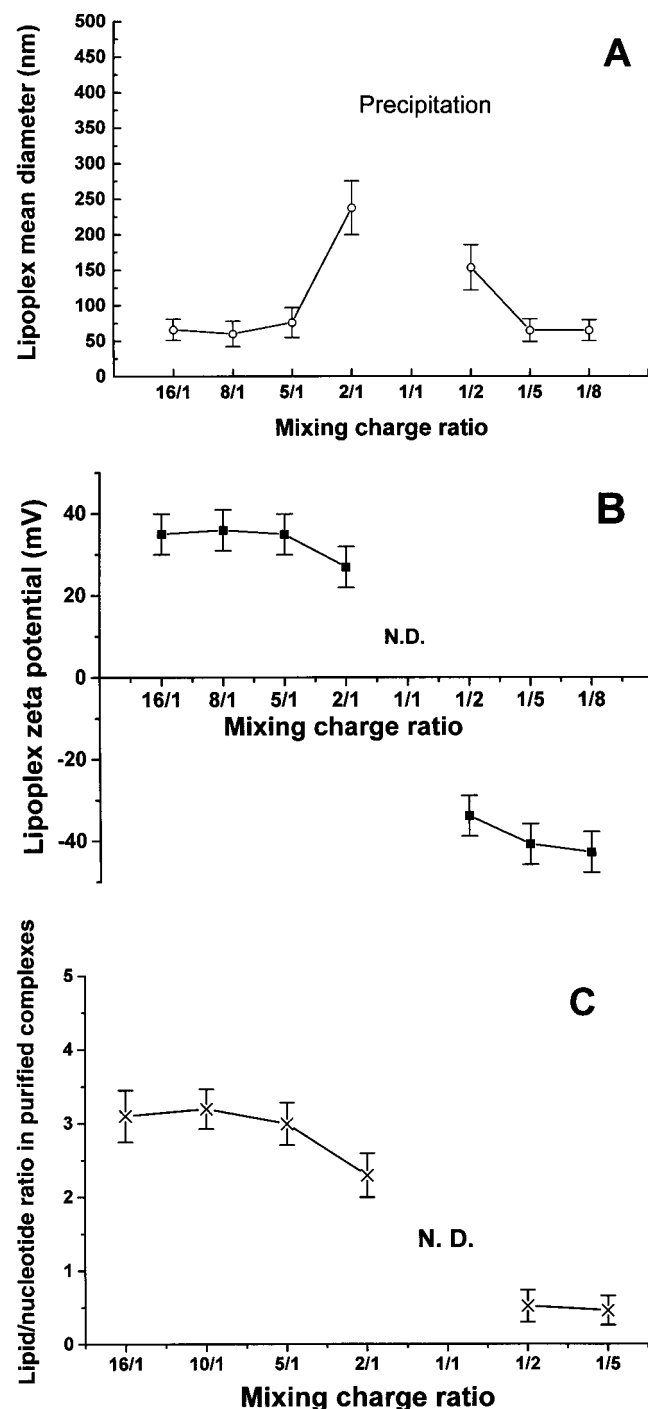 A
Lipoplex mean diameter (nm)
500
450
400
350
300
250
200
150
100
50
0
Precipitation
16/1 8/1 5/1 2/1 1/1 1/2 1/5 1/8
Mixing charge ratio
B
Lipoplex zeta potential (mV)
40
20
0
-20
-40
N.D.
16/1 8/1 5/1 2/1 1/1 1/2 1/5 1/8
Mixing charge ratio
C
Lipid/nucleotide ratio in purified complexes
5
4
3
2
1
0
N. D.
16/1 10/1 5/1 2/1 1/1 1/2 1/5
Mixing charge ratio